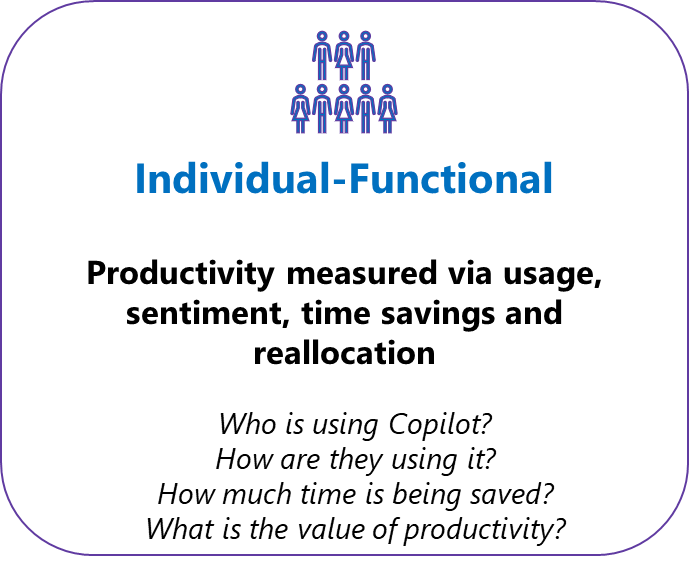 Individual-Functional
Productivity measured via usage,
sentiment, time savings and
reallocation
Who is using Copilot?
How are they using it?
How much time is being saved?
What is the value of productivity?